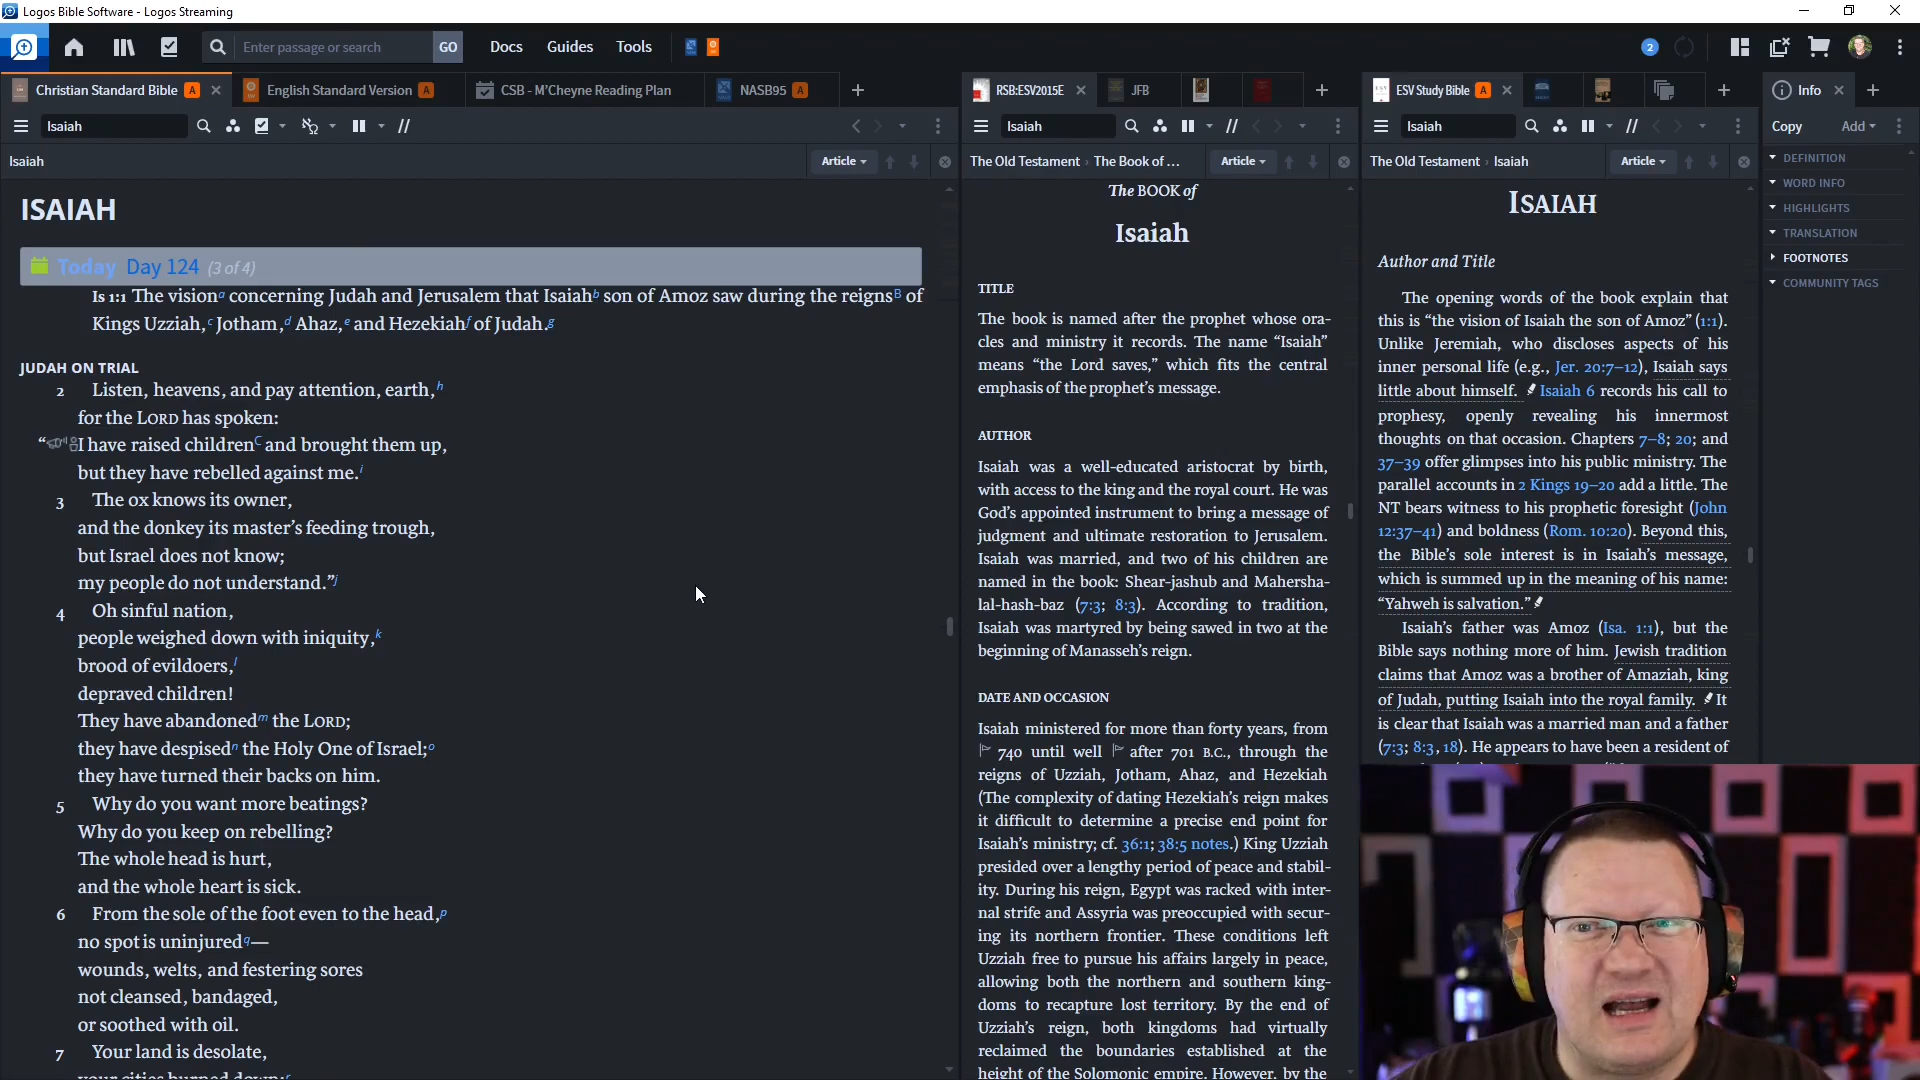 Logos Bible Software - Logos Streaming
Enter passage or search
GO
Docs
Guides
Tools
2
Christian Standard Bible A
English Standard Version A
CSB - M'Cheyne Reading Plan
NASB95 A
RSB:ESV2015E
JFB
ESV Study Bible A
Info
Isaiah
Isaiah
Isaiah
Copy
Add
Isaiah
Article
The Old Testament › The Book of ...
Article
The Old Testament › Isaiah
Article
ISAIAH
Today Day 124 (3 of 4)
Is 1:1 The visiona concerning Judah and Jerusalem that Isaiahb son of Amoz saw during the reignsB of
Kings Uzziah,c Jotham,d Ahaz,e and Hezekiahf of Judah.g
JUDAH ON TRIAL
2 Listen, heavens, and pay attention, earth,h
for the LORD has spoken:
“I have raised childrenC and brought them up,
but they have rebelled against me.i
3 The ox knows its owner,
and the donkey its master’s feeding trough,
but Israel does not know;
my people do not understand.”j
4 Oh sinful nation,
people weighed down with iniquity,k
brood of evildoers,l
depraved children!
They have abandonedm the LORD;
they have despisedn the Holy One of Israel;o
they have turned their backs on him.
5 Why do you want more beatings?
Why do you keep on rebelling?
The whole head is hurt,
and the whole heart is sick.
6 From the sole of the foot even to the head,p
no spot is uninjuredq—
wounds, welts, and festering sores
not cleansed, bandaged,
or soothed with oil.
7 Your land is desolate,
your cities burned down;r
The BOOK of
Isaiah
TITLE
The book is named after the prophet whose ora-
cles and ministry it records. The name “Isaiah”
means “the Lord saves,” which fits the central
emphasis of the prophet’s message.
AUTHOR
Isaiah was a well-educated aristocrat by birth,
with access to the king and the royal court. He was
God’s appointed instrument to bring a message of
judgment and ultimate restoration to Jerusalem.
Isaiah was married, and two of his children are
named in the book: Shear-jashub and Mahersha-
lal-hash-baz (7:3; 8:3). According to tradition,
Isaiah was martyred by being sawed in two at the
beginning of Manasseh’s reign.
DATE AND OCCASION
Isaiah ministered for more than forty years, from
740 until well after 701 B.C., through the
reigns of Uzziah, Jotham, Ahaz, and Hezekiah
(The complexity of dating Hezekiah’s reign makes
it difficult to determine a precise end point for
Isaiah’s ministry; cf. 36:1; 38:5 notes.) King Uzziah
presided over a lengthy period of peace and stabil-
ity. During his reign, Egypt was racked with inter-
nal strife and Assyria was preoccupied with secur-
ing its northern frontier. These conditions left
Uzziah free to pursue his affairs largely in peace,
allowing both the northern and southern king-
doms to recapture lost territory. By the end of
Uzziah’s reign, both kingdoms had virtually
reclaimed the boundaries established at the
height of the Solomonic empire. However, by the
ISAIAH
Author and Title
The opening words of the book explain that
this is “the vision of Isaiah the son of Amoz” (1:1).
Unlike Jeremiah, who discloses aspects of his
inner personal life (e.g., Jer. 20:7–12), Isaiah says
little about himself. Isaiah 6 records his call to
prophesy, openly revealing his innermost
thoughts on that occasion. Chapters 7–8; 20; and
37–39 offer glimpses into his public ministry. The
parallel accounts in 2 Kings 19–20 add a little. The
NT bears witness to his prophetic foresight (John
12:37–41) and boldness (Rom. 10:20). Beyond this,
the Bible’s sole interest is in Isaiah’s message,
which is summed up in the meaning of his name:
“Yahweh is salvation.”
Isaiah’s father was Amoz (Isa. 1:1), but the
Bible says nothing more of him. Jewish tradition
claims that Amoz was a brother of Amaziah, king
of Judah, putting Isaiah into the royal family. It
is clear that Isaiah was a married man and a father
(7:3; 8:3, 18). He appears to have been a resident of
DEFINITION
WORD INFO
HIGHLIGHTS
TRANSLATION
FOOTNOTES
COMMUNITY TAGS